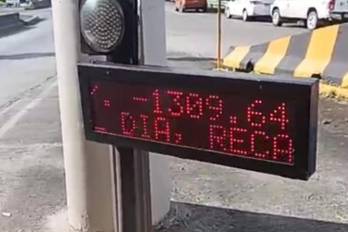 . -1309.64
DIA, RECA